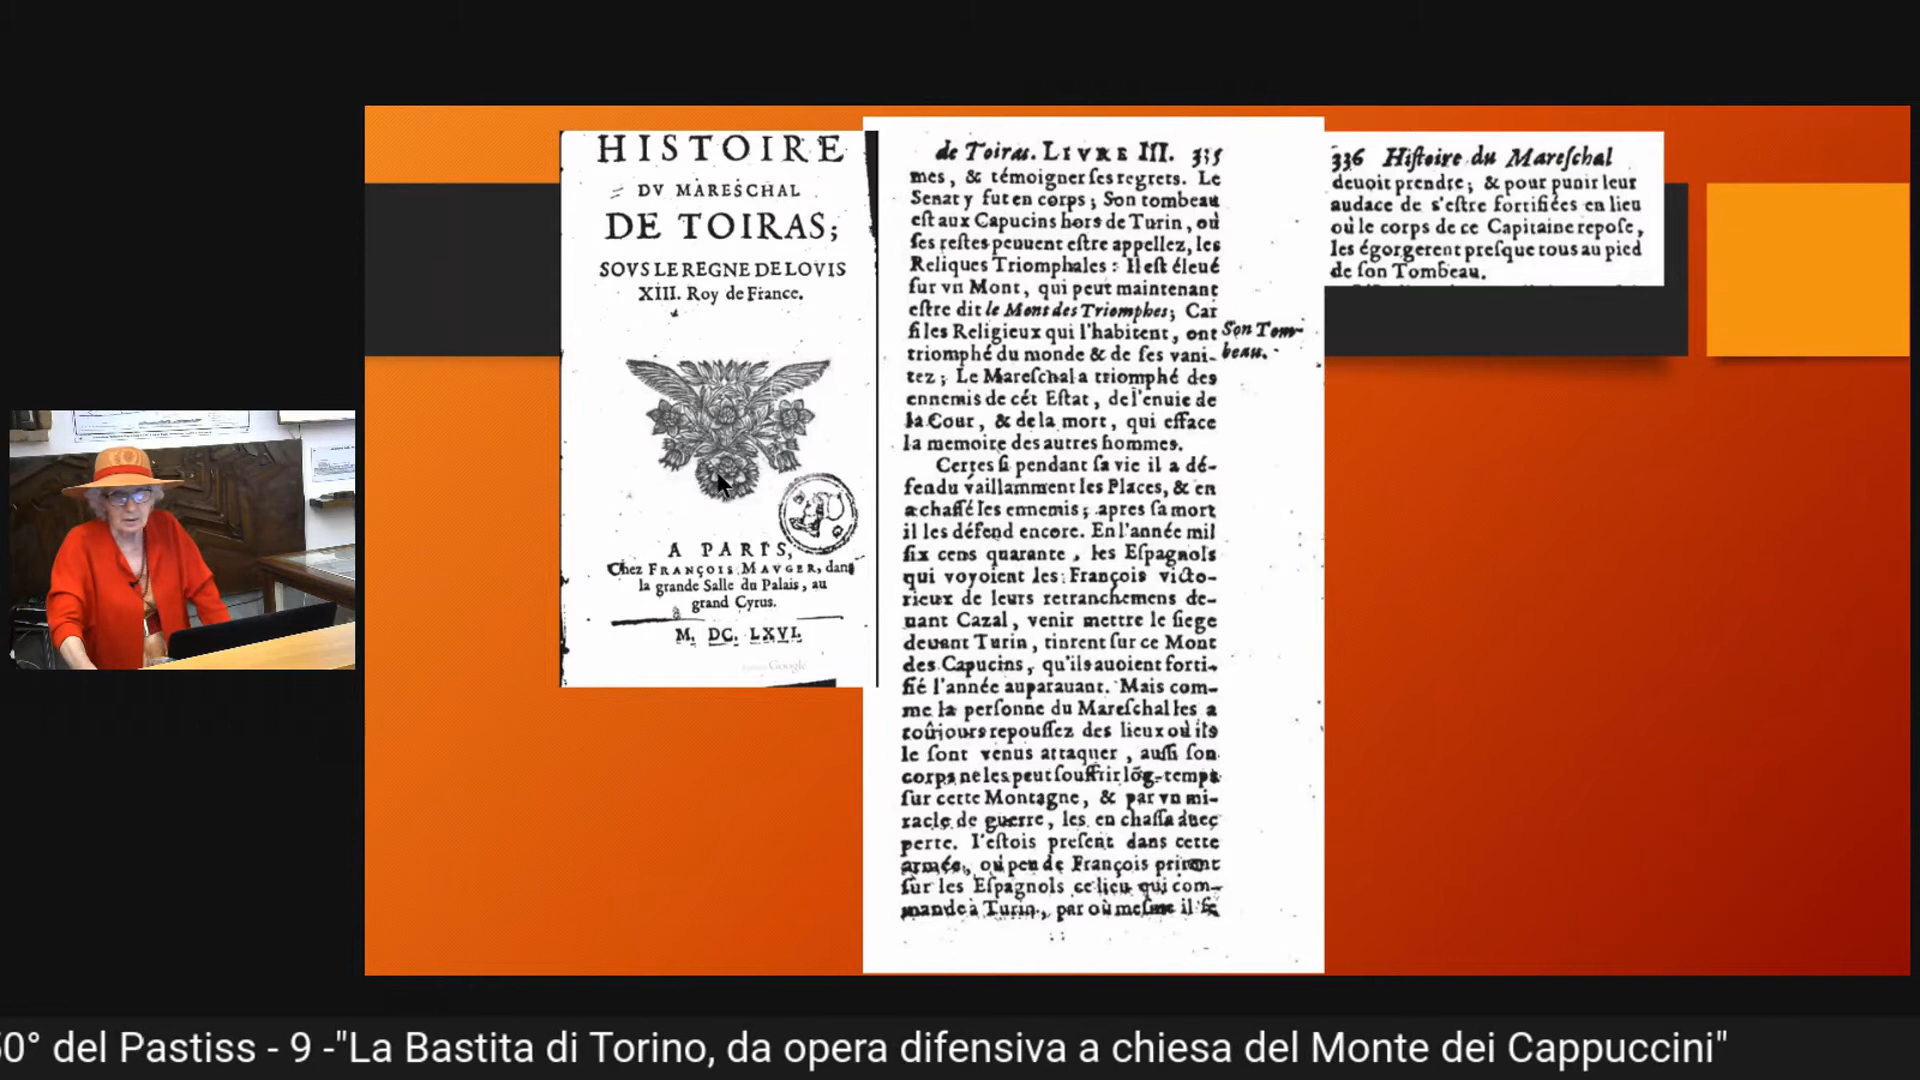 HISTOIRE
DV MARESCHAL
DE TOIRAS;
SOVS LE REGNE DE LOVIS
XIII. Roy de France.
A PARIS,
Chez FRANÇOIS MAVGER, dans
la grande Salle du Palais, au
grand Cyrus.
M. DC. LXVI.
Google
de Toiras. LIVRE III. 335
mes, & témoigner ſes regrets. Le
Senat y fut en corps; Son tombeau
eſt aux Capucins hors de Turin, où
ſes reſtes peuuent eſtre appellez, les
Reliques Triomphales: Il eſt éleué
ſur vn Mont, qui peut maintenant
eſtre dit le Mont des Triomphes; Car
ſi les Religieux qui l'habitent, ont
triomphé du monde & de ſes vani-
tez; Le Mareſchal a triomphé des
ennemis de cét Eſtat, de l'enuie de
la Cour, & de la mort, qui efface
la memoire des autres hommes.
Son Tom-
beau.
Certes ſi pendant ſa vie il a dé-
fendu vaillamment les Places, & en
a chaſſé les ennemis; apres ſa mort
il les défend encore. En l'année mil
ſix cens quarante, les Eſpagnols
qui voyoient les François victo-
rieux de leurs retranchemens de-
uant Cazal, venir mettre le ſiege
deuant Turin, tinrent ſur ce Mont
des Capucins, qu'ils auoient forti-
fié l'année auparauant. Mais com-
me la perſonne du Mareſchal les a
toûjours repouſſez des lieux où ils
le ſont venus attaquer, auſſi ſon
corps ne les peut ſouffrir lõg-temps
ſur cette Montagne, & par vn mi-
racle de guerre, les en chaſſa auec
perte. I'eſtois preſent dans cette
armée, où peu de François prirent
ſur les Eſpagnols ce lieu qui com-
mande à Turin, par où meſme il ſe
336 Hiſtoire du Mareſchal
deuoit prendre; & pour punir leur
audace de s'eſtre fortifiées en lieu
où le corps de ce Capitaine repoſe,
les égorgerent preſque tous au pied
de ſon Tombeau.
50° del Pastiss - 9 -"La Bastita di Torino, da opera difensiva a chiesa del Monte dei Cappuccini"